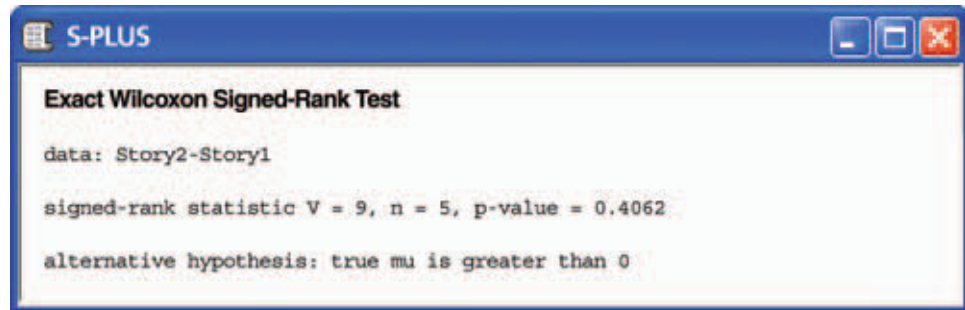 S-PLUS
Exact Wilcoxon Signed-Rank Test
data: Story2-Story1
signed-rank statistic V = 9, n = 5, p-value = 0.4062
alternative hypothesis: true mu is greater than 0